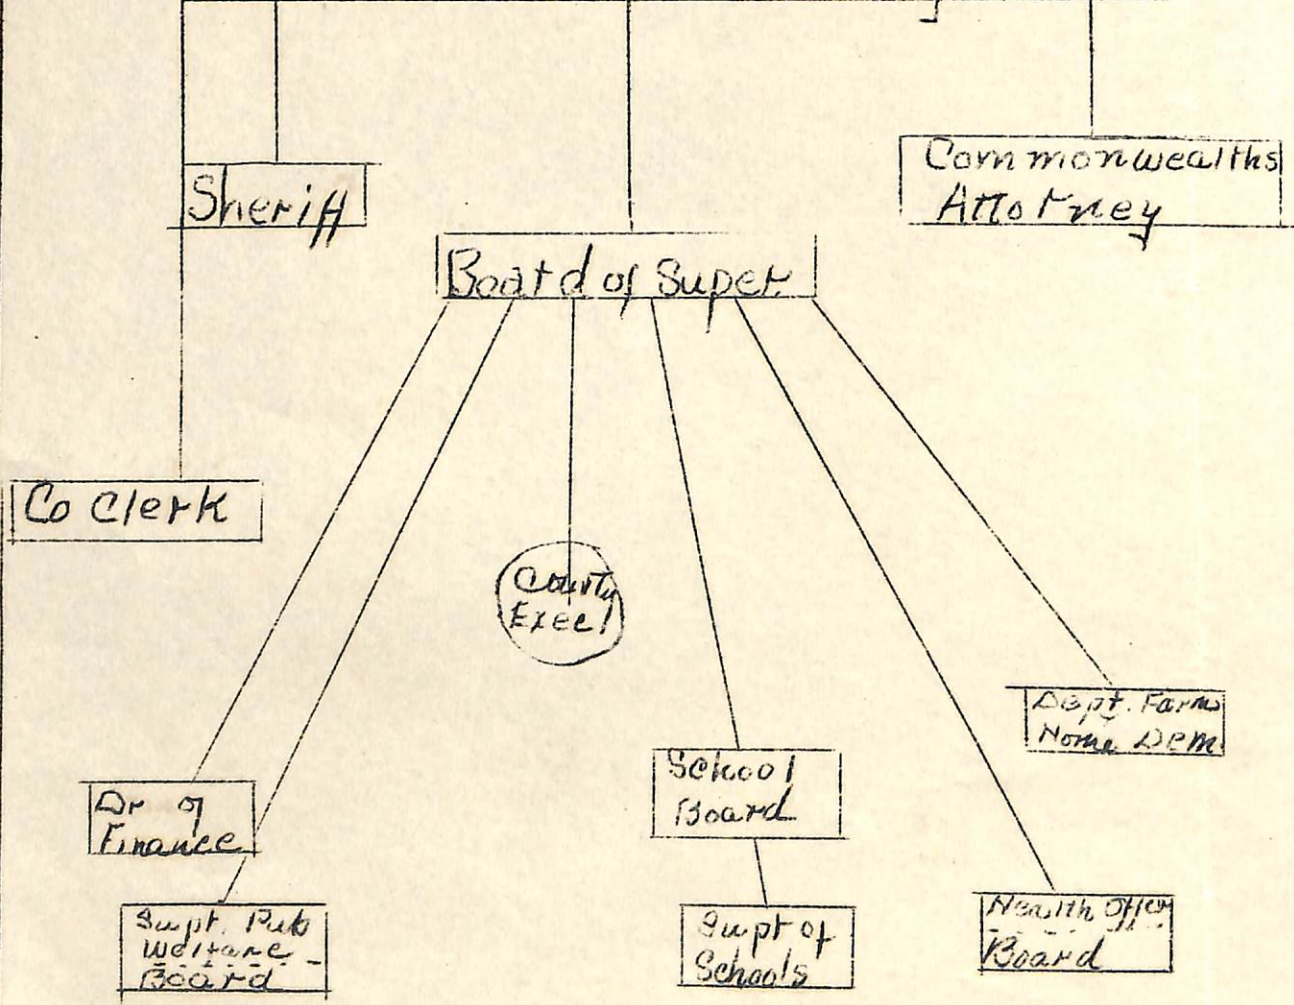 Sheriff
Commonwealths
Attorney
Board of Super.
Co Clerk
County
Exec!
Dept. Farm
Home Dem.
School
Board
Dr of
Finance
Supt. Pub
Welfare
Board
Supt of
Schools
Health Offcr
Board